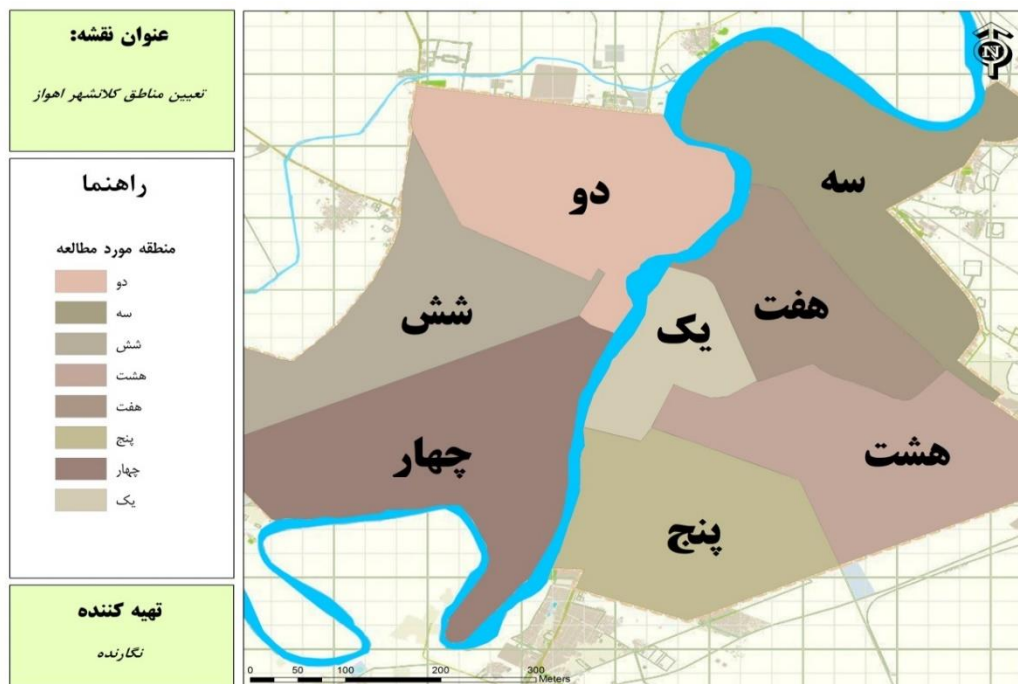 عنوان نقشه:
تعیین مناطق کلانشهر اهواز
راهنما
منطقه مورد مطالعه
دو
سه
شش
هشت
هفت
پنج
چهار
یک
تهیه کننده
نگارنده
N
سه
دو
هفت
شش
یک
چهار
هشت
پنج
0 50 100 200 300
Meters